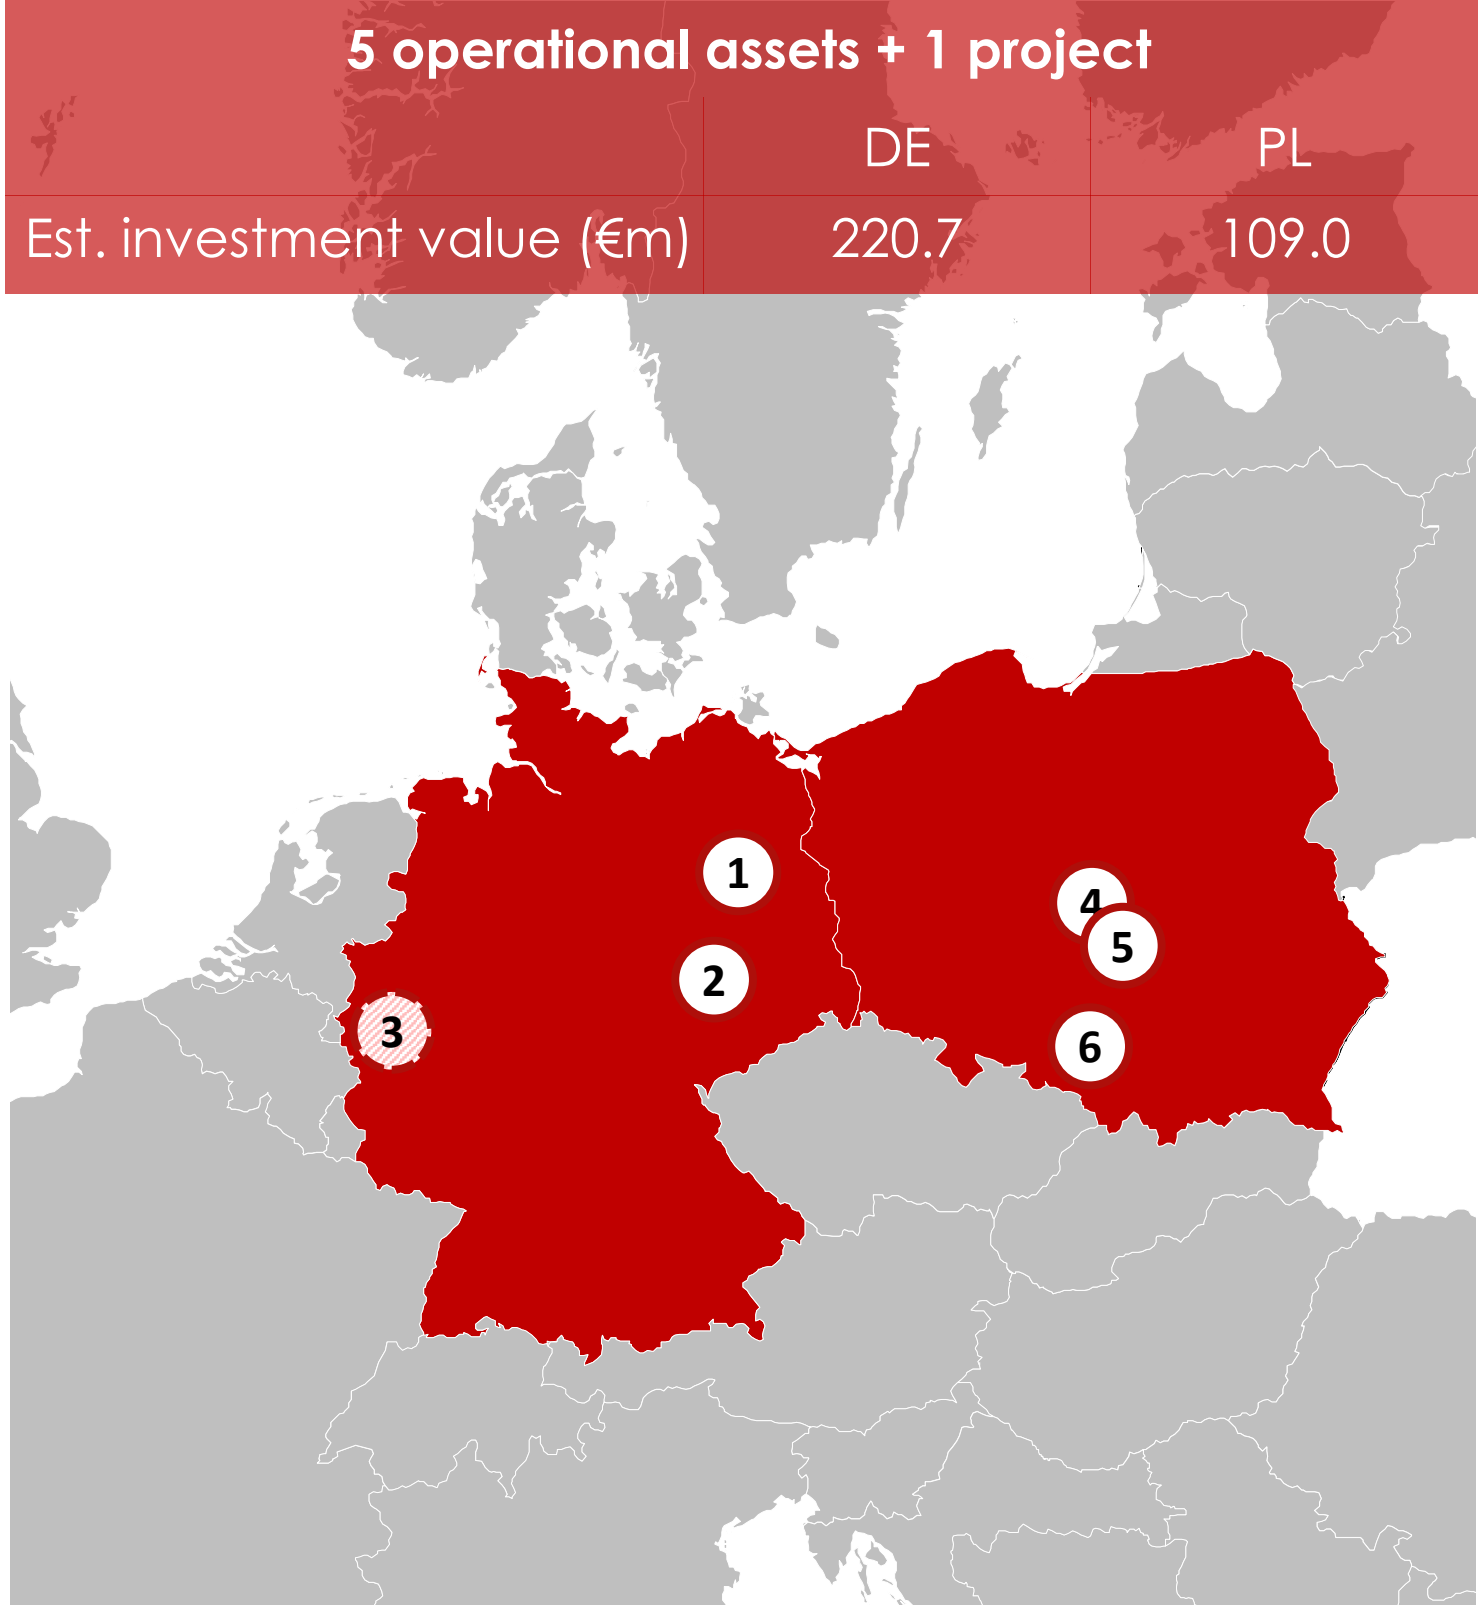 5 operational assets + 1 project
DE PL
Est. investment value (€m) 220.7 109.0
1
4
5
2
3
6